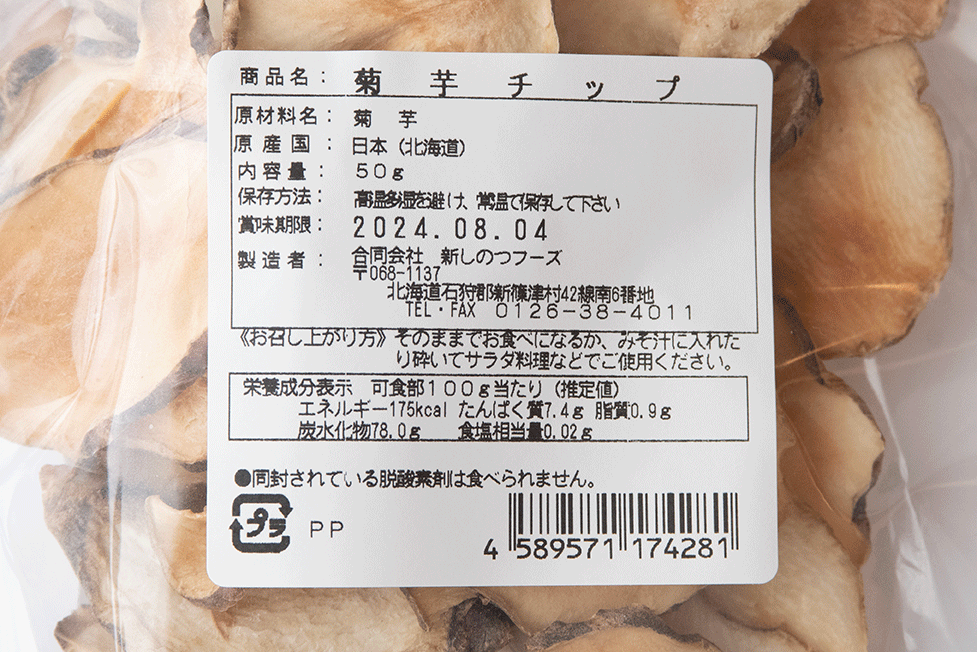 商品名： 菊 芋 チ ッ プ
原材料名： 菊 芋
原産国： 日本（北海道）
内容量： 50g
保存方法： 高温多湿を避け、常温で保存して下さい
賞味期限： 2024.08.04
製造者： 合同会社 新しのつフーズ
〒068-1137
北海道石狩郡新篠津村42線南6番地
TEL・FAX 0126-38-4011
《お召し上がり方》そのままでお食べになるか、みそ汁に入れた
り砕いてサラダ料理などでご使用ください。
栄養成分表示 可食部100g当たり（推定値）
エネルギー175kcal たんぱく質7.4g 脂質0.9g
炭水化物78.0g 食塩相当量0.02g
●同封されている脱酸素剤は食べられません。
プラ PP
4 589571 174281